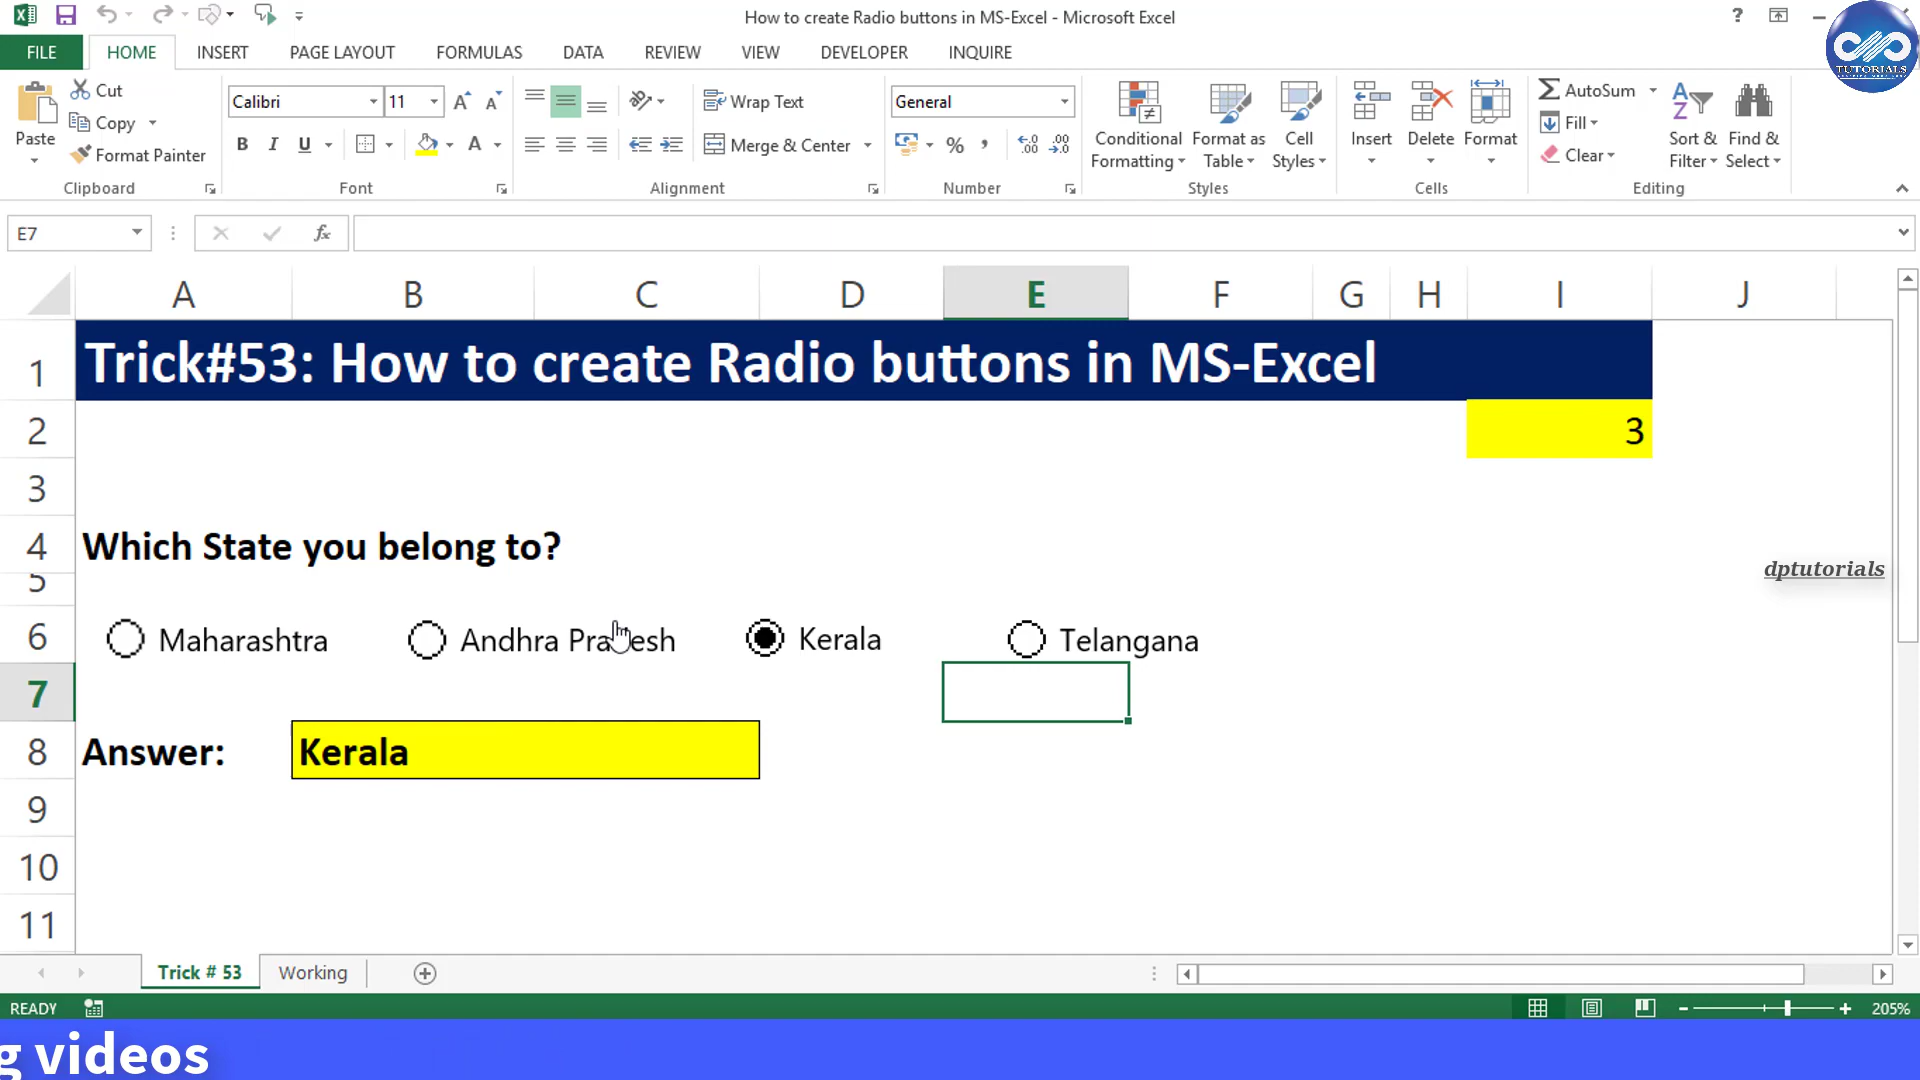 How to create Radio buttons in MS-Excel - Microsoft Excel
?
FILE HOME INSERT PAGE LAYOUT FORMULAS DATA REVIEW VIEW DEVELOPER INQUIRE
TUTORIALS
Paste
Cut
Copy
Format Painter
Clipboard
Calibri 11
B I U
Font
Wrap Text
Merge & Center
Alignment
General
%
Number
Conditional Formatting
Format as Table
Cell Styles
Styles
Insert
Delete
Format
Cells
AutoSum
Fill
Clear
Sort & Filter
Find & Select
Editing
E7
fx
A B C D E F G H I J
1 Trick#53: How to create Radio buttons in MS-Excel
2 3
3
4 Which State you belong to?
5
dptutorials
6 Maharashtra Andhra Pradesh Kerala Telangana
7
8 Answer: Kerala
9
10
11
Trick # 53 Working
READY 205%
g videos